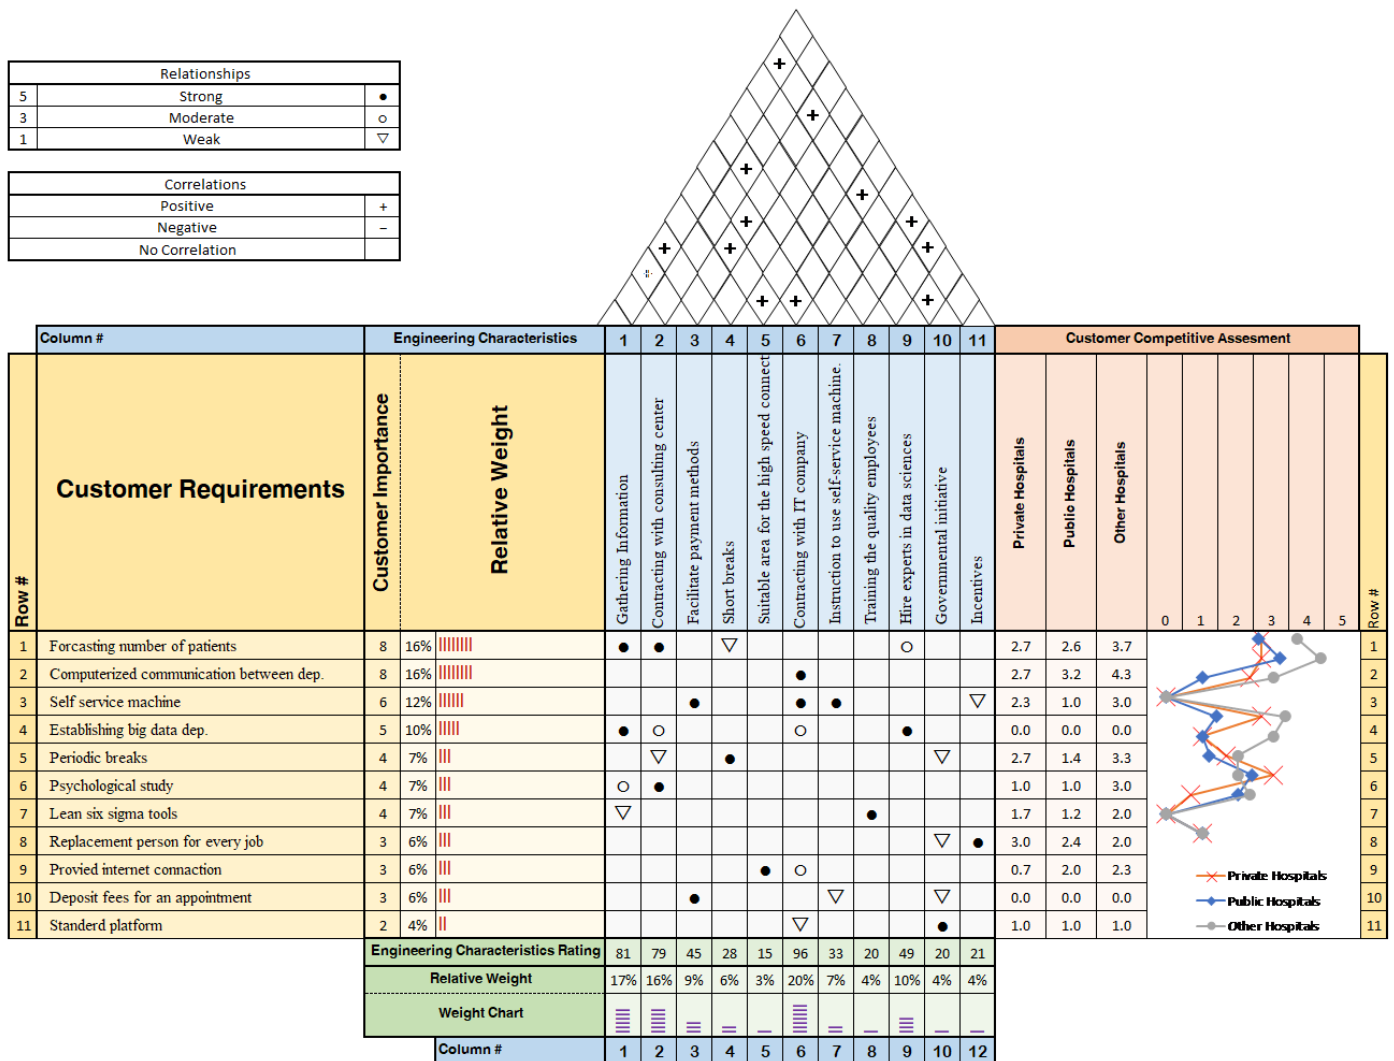 Relationships
5 Strong ●
3 Moderate ○
1 Weak ▽
Correlations
Positive +
Negative −
No Correlation
Column # Engineering Characteristics 1 2 3 4 5 6 7 8 9 10 11 Customer Competitive Assesment
Row #
Customer Requirements
Customer Importance
Relative Weight
Gathering Information
Contracting with consulting center
Facilitate payment methods
Short breaks
Suitable area for the high speed connect
Contracting with IT company
Instruction to use self-service machine.
Training the quality employees
Hire experts in data sciences
Governmental initiative
Incentives
Private Hospitals
Public Hospitals
Other Hospitals
0 1 2 3 4 5
Row #
1 Forcasting number of patients 8 16% ● ● ▽ ○ 2.7 2.6 3.7 1
2 Computerized communication between dep. 8 16% ● 2.7 3.2 4.3 2
3 Self service machine 6 12% ● ● ● ▽ 2.3 1.0 3.0 3
4 Establishing big data dep. 5 10% ● ○ ○ ● 0.0 0.0 0.0 4
5 Periodic breaks 4 7% ▽ ● ▽ 2.7 1.4 3.3 5
6 Psychological study 4 7% ○ ● 1.0 1.0 3.0 6
7 Lean six sigma tools 4 7% ▽ ● 1.7 1.2 2.0 7
8 Replacement person for every job 3 6% ▽ ● 3.0 2.4 2.0 8
9 Provied internet connection 3 6% ● ○ 0.7 2.0 2.3 9
10 Deposit fees for an appointment 3 6% ● ▽ ▽ 0.0 0.0 0.0 10
11 Standerd platform 2 4% ▽ ● 1.0 1.0 1.0 11
Private Hospitals
Public Hospitals
Other Hospitals
Engineering Characteristics Rating 81 79 45 28 15 96 33 20 49 20 21
Relative Weight 17% 16% 9% 6% 3% 20% 7% 4% 10% 4% 4%
Weight Chart
Column # 1 2 3 4 5 6 7 8 9 10 12